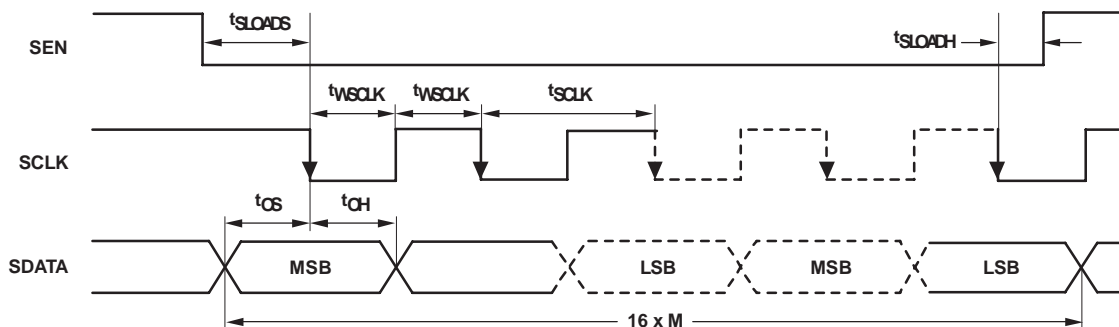 tSLOADS
SEN
tSLOADH
tWSCLK
tWSCLK
tSCLK
SCLK
tOS
tOH
SDATA
MSB
LSB
MSB
LSB
16 x M